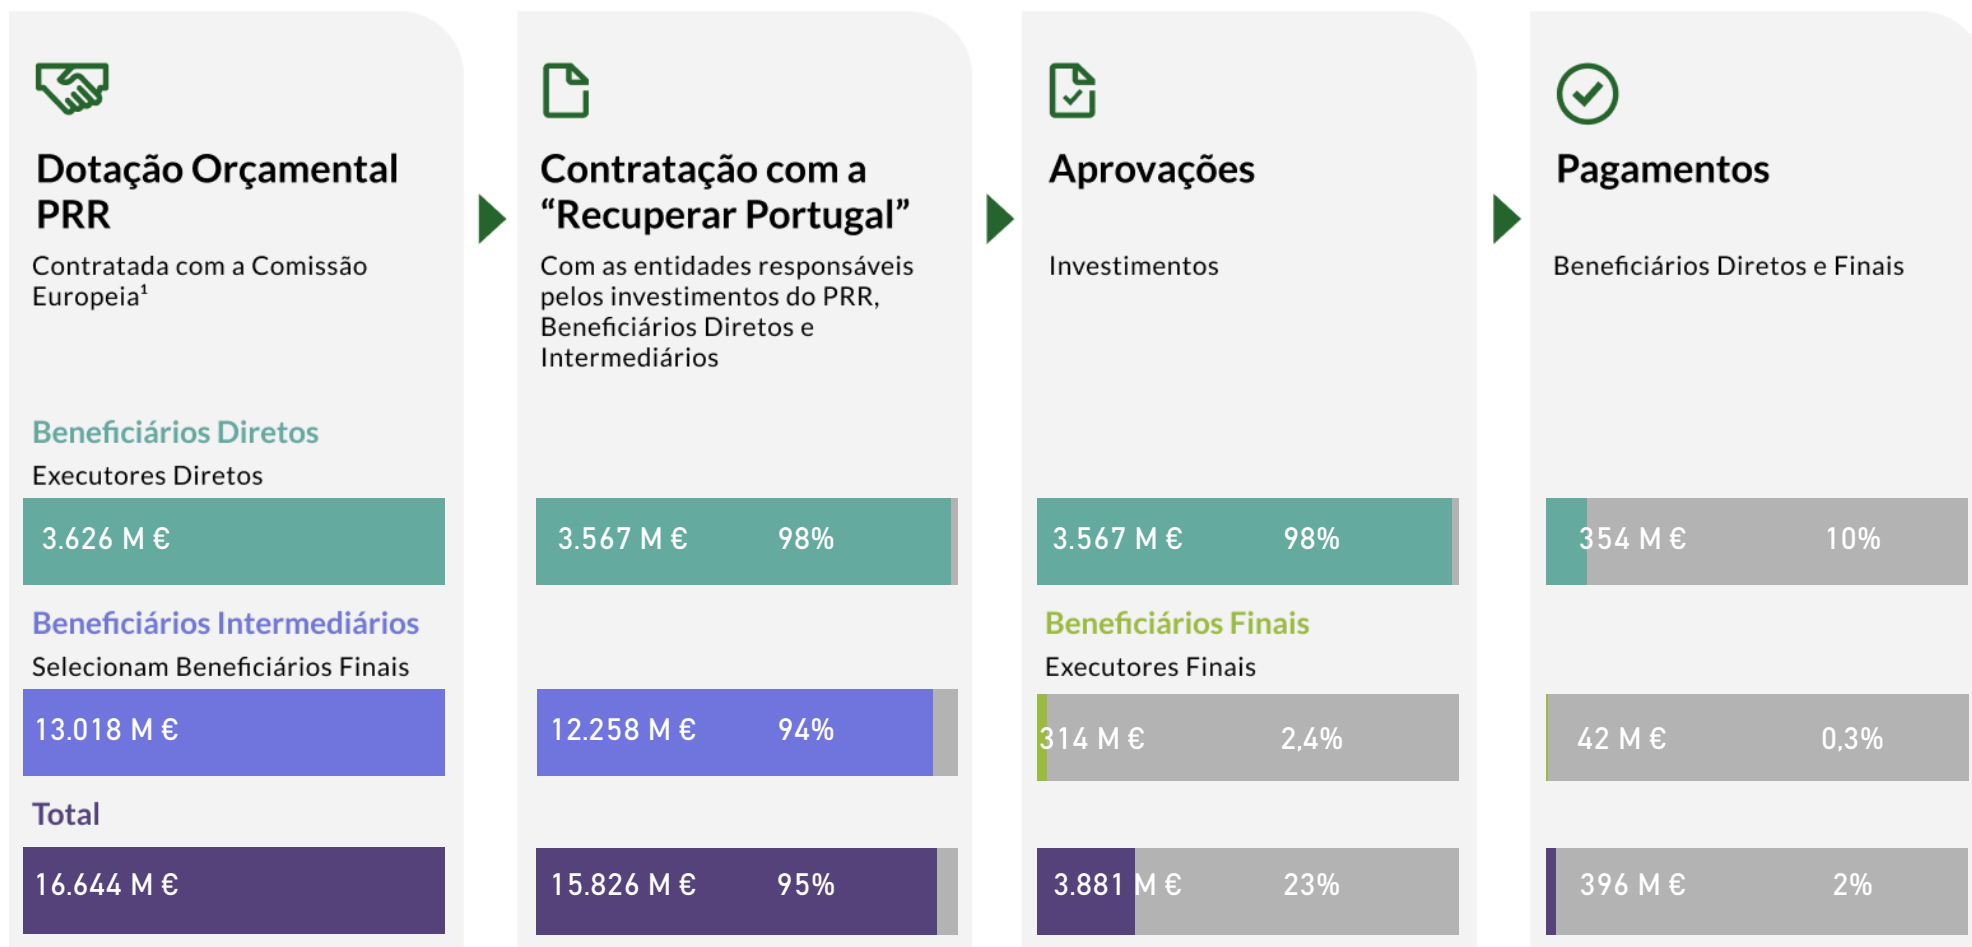 Dotação Orçamental
PRR
Contratada com a Comissão
Europeia¹
Contratação com a
“Recuperar Portugal”
Com as entidades responsáveis
pelos investimentos do PRR,
Beneficiários Diretos e
Intermediários
Aprovações
Investimentos
Pagamentos
Beneficiários Diretos e Finais
Beneficiários Diretos
Executores Diretos
3.626 M €
3.567 M € 98%
3.567 M € 98%
354 M € 10%
Beneficiários Intermediários
Selecionam Beneficiários Finais
Beneficiários Finais
Executores Finais
13.018 M €
12.258 M € 94%
314 M € 2,4%
42 M € 0,3%
Total
16.644 M €
15.826 M € 95%
3.881 M € 23%
396 M € 2%